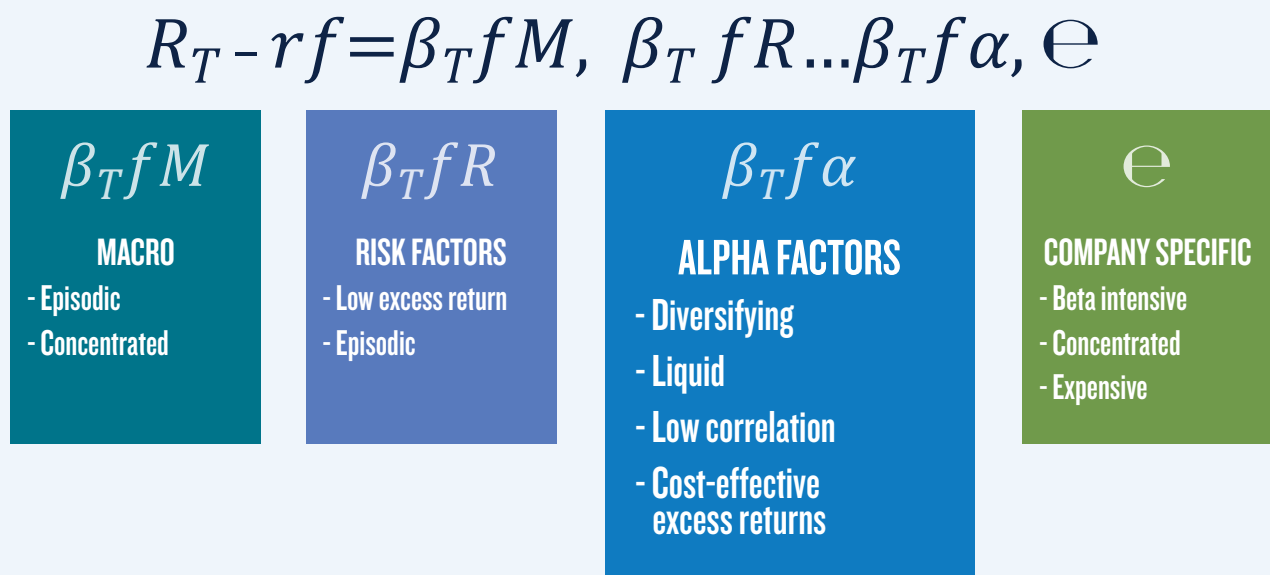 R_T – rf=β_T fM, β_T fR...β_T fα, ℮
β_T fM
MACRO
- Episodic
- Concentrated
β_T fR
RISK FACTORS
- Low excess return
- Episodic
β_T fα
ALPHA FACTORS
- Diversifying
- Liquid
- Low correlation
- Cost-effective
excess returns
℮
COMPANY SPECIFIC
- Beta intensive
- Concentrated
- Expensive